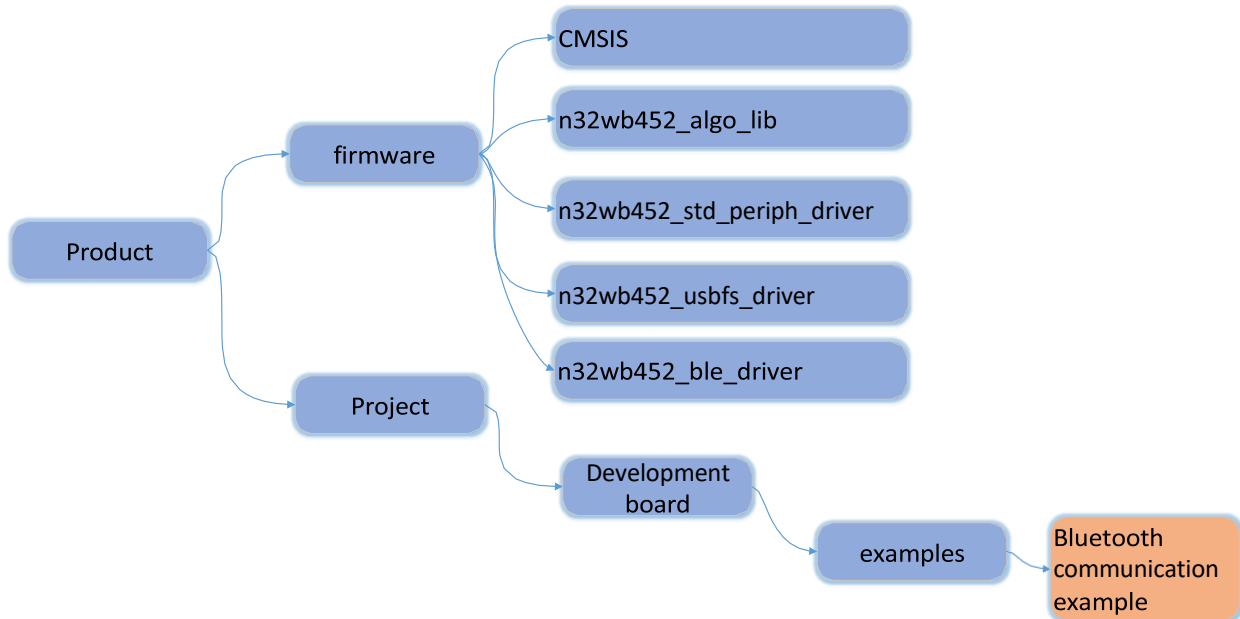 CMSIS
n32wb452_algo_lib
firmware
n32wb452_std_periph_driver
Product
n32wb452_usbfs_driver
n32wb452_ble_driver
Project
Development
board
examples
Bluetooth
communication
example